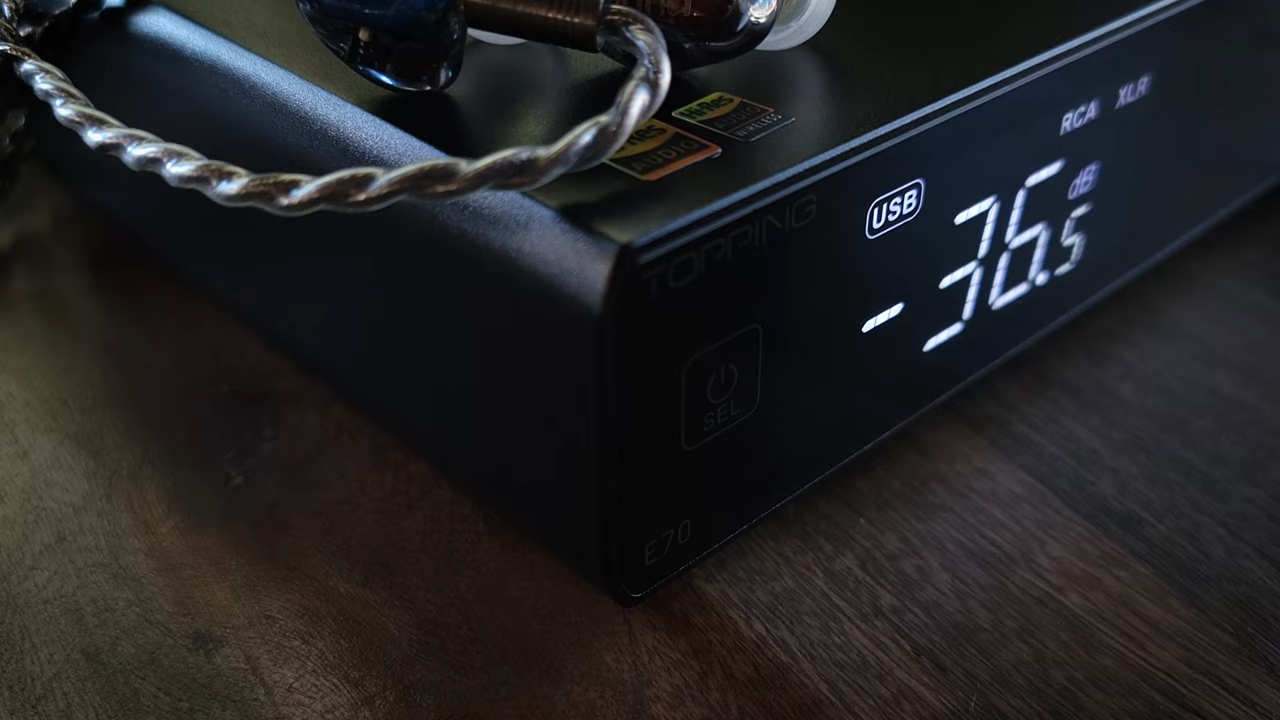 Hi-Res
AUDIO
WIRELESS
Hi-Res
AUDIO
TOPPING
USB
RCA XLR
-36.5 dB
SEL
E70